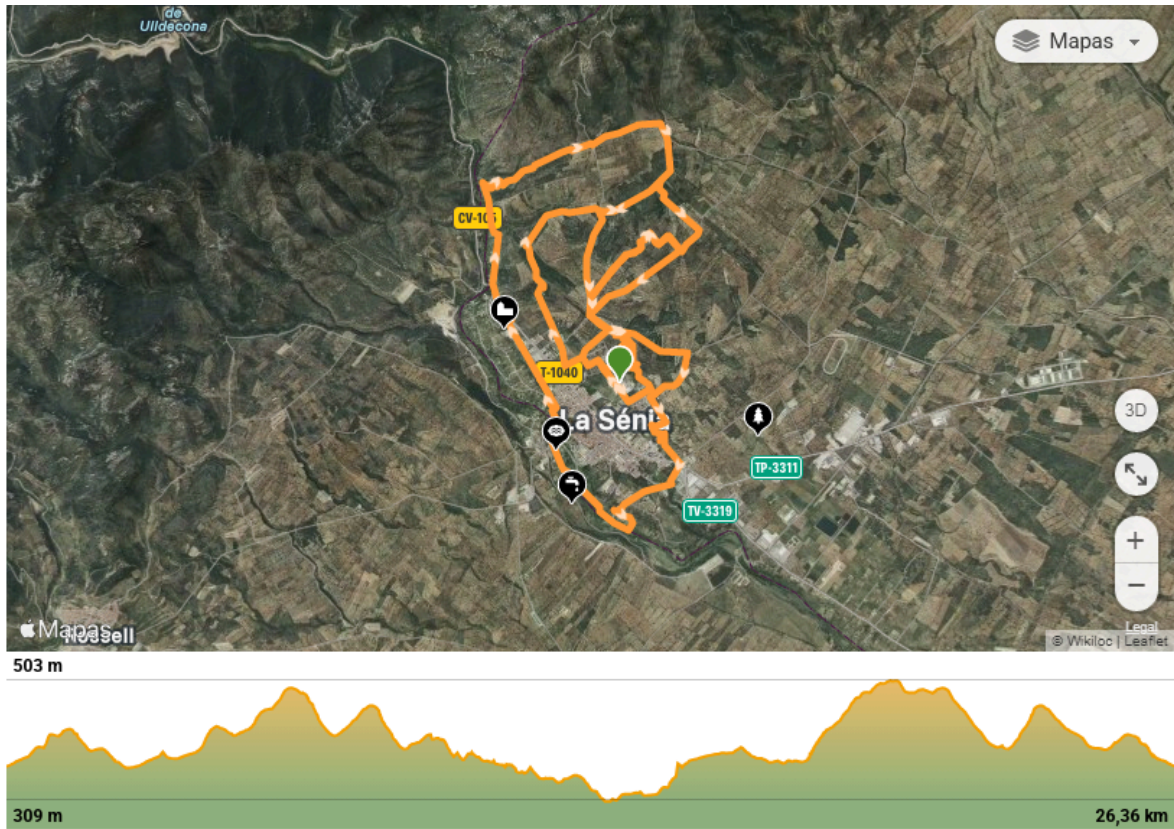 de
Ulldecona
Mapas
CV-105
T-1040
La Sénia
3D
TP-3311
TV-3319
+
−
Mapas
Rossell
Legal
© Wikiloc | Leaflet
503 m
309 m
26,36 km